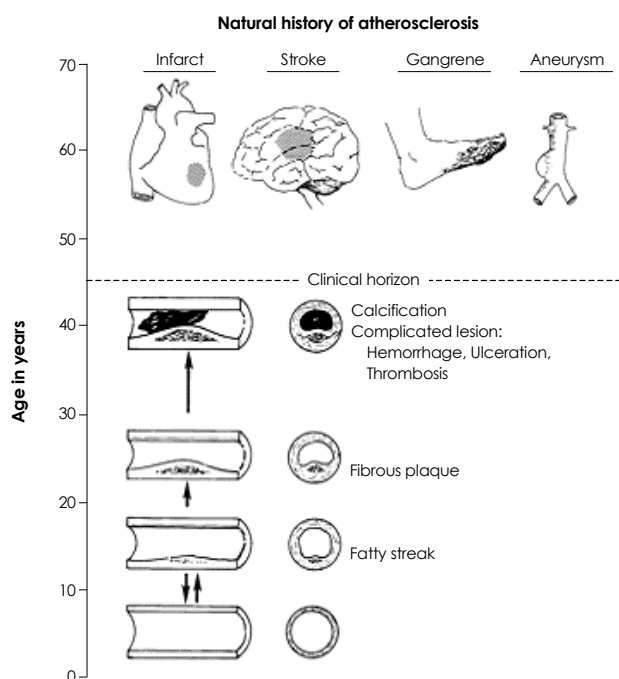 Natural history of atherosclerosis
Infarct Stroke Gangrene Aneurysm
70
60
50
Clinical horizon
Calcification
40
Complicated lesion:
Hemorrhage, Ulceration,
Thrombosis
30
Fibrous plaque
20
Fatty streak
10
0
Age in years